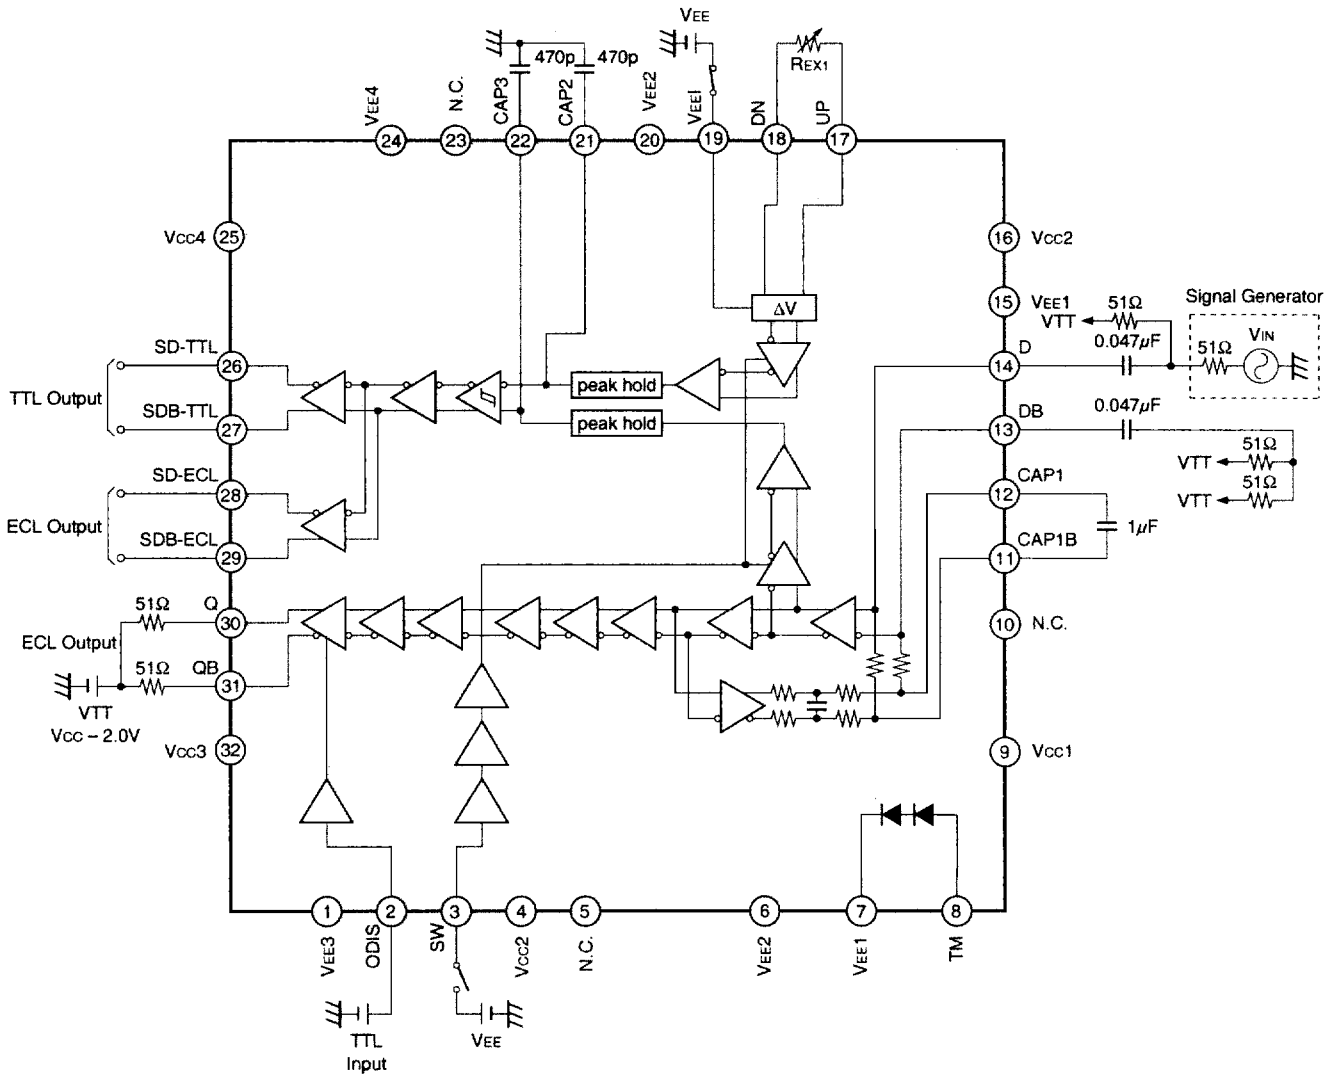 VEE
470p 470p
REX1
VEE4
N.C.
CAP3
CAP2
VEE2
VEEI
DN
UP
24 23 22 21 20 19 18 17
VCC4 25
16 VCC2
15 VEE1
51Ω
VTT
Signal Generator
VIN
51Ω
ΔV
SD-TTL
26
TTL Output
SDB-TTL
27
peak hold
peak hold
D
14
0.047µF
DB
13
0.047µF
51Ω
VTT
51Ω
VTT
SD-ECL
28
ECL Output
SDB-ECL
29
CAP1
12
1µF
CAP1B
11
51Ω
Q
30
ECL Output
51Ω
QB
31
VTT
VCC – 2.0V
10 N.C.
VCC3 32
9 VCC1
1 2 3 4 5 6 7 8
VEE3
ODIS
SW
VCC2
N.C.
VEE2
VEE1
TM
TTL
Input
VEE